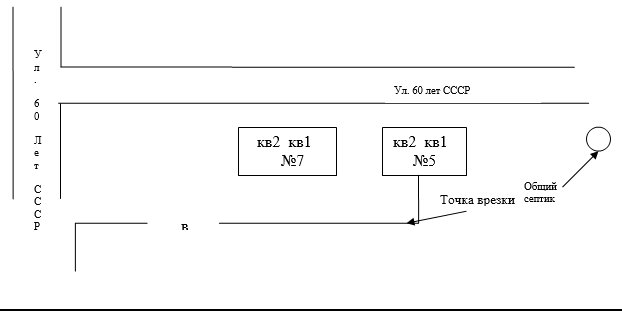 Ул. 60 Лет СССР
Ул. 60 лет СССР
кв2 кв1
№7
кв2 кв1
№5
Общий
септик
Точка врезки
В